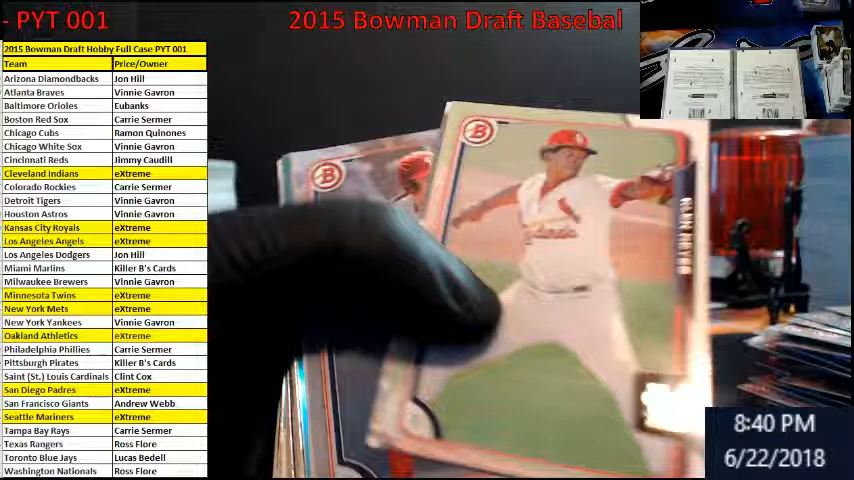 - PYT 001
2015 Bowman Draft Basebal
2015 Bowman Draft Hobby Full Case PYT 001
Team Price/Owner
Arizona Diamondbacks Jon Hill
Atlanta Braves Vinnie Gavron
Baltimore Orioles Eubanks
Boston Red Sox Carrie Sermer
Chicago Cubs Ramon Quinones
Chicago White Sox Vinnie Gavron
Cincinnati Reds Jimmy Caudill
Cleveland Indians eXtreme
Colorado Rockies Carrie Sermer
Detroit Tigers Vinnie Gavron
Houston Astros Vinnie Gavron
Kansas City Royals eXtreme
Los Angeles Angels eXtreme
Los Angeles Dodgers Jon Hill
Miami Marlins Killer B's Cards
Milwaukee Brewers Vinnie Gavron
Minnesota Twins eXtreme
New York Mets eXtreme
New York Yankees Vinnie Gavron
Oakland Athletics eXtreme
Philadelphia Phillies Carrie Sermer
Pittsburgh Pirates Killer B's Cards
Saint (St.) Louis Cardinals Clint Cox
San Diego Padres eXtreme
San Francisco Giants Andrew Webb
Seattle Mariners eXtreme
Tampa Bay Rays Carrie Sermer
Texas Rangers Ross Flore
Toronto Blue Jays Lucas Bedell
Washington Nationals Ross Flore
B
B
8:40 PM
6/22/2018